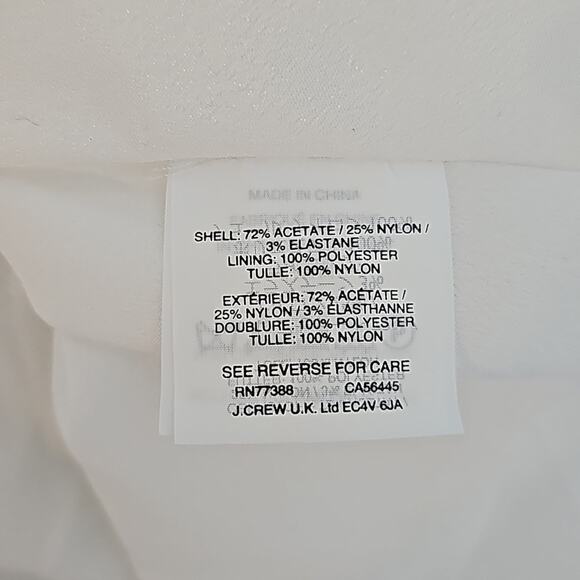 MADE IN CHINA
SHELL: 72% ACETATE / 25% NYLON /
3% ELASTANE
LINING: 100% POLYESTER
TULLE: 100% NYLON
EXTÉRIEUR: 72% ACÉTATE /
25% NYLON / 3% ÉLASTHANNE
DOUBLURE: 100% POLYESTER
TULLE: 100% NYLON
SEE REVERSE FOR CARE
RN77388 CA56445
J.CREW U.K. Ltd EC4V 6JA